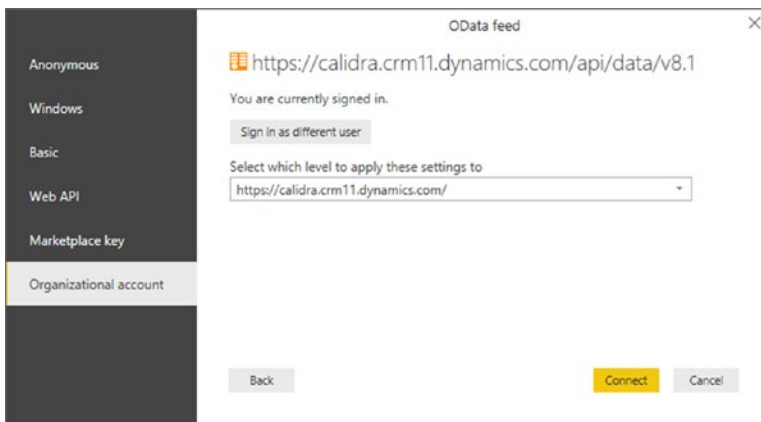 OData feed
Anonymous
Windows
Basic
Web API
Marketplace key
Organizational account
https://calidra.crm11.dynamics.com/api/data/v8.1
You are currently signed in.
Sign in as different user
Select which level to apply these settings to
https://calidra.crm11.dynamics.com/
Back
Connect
Cancel